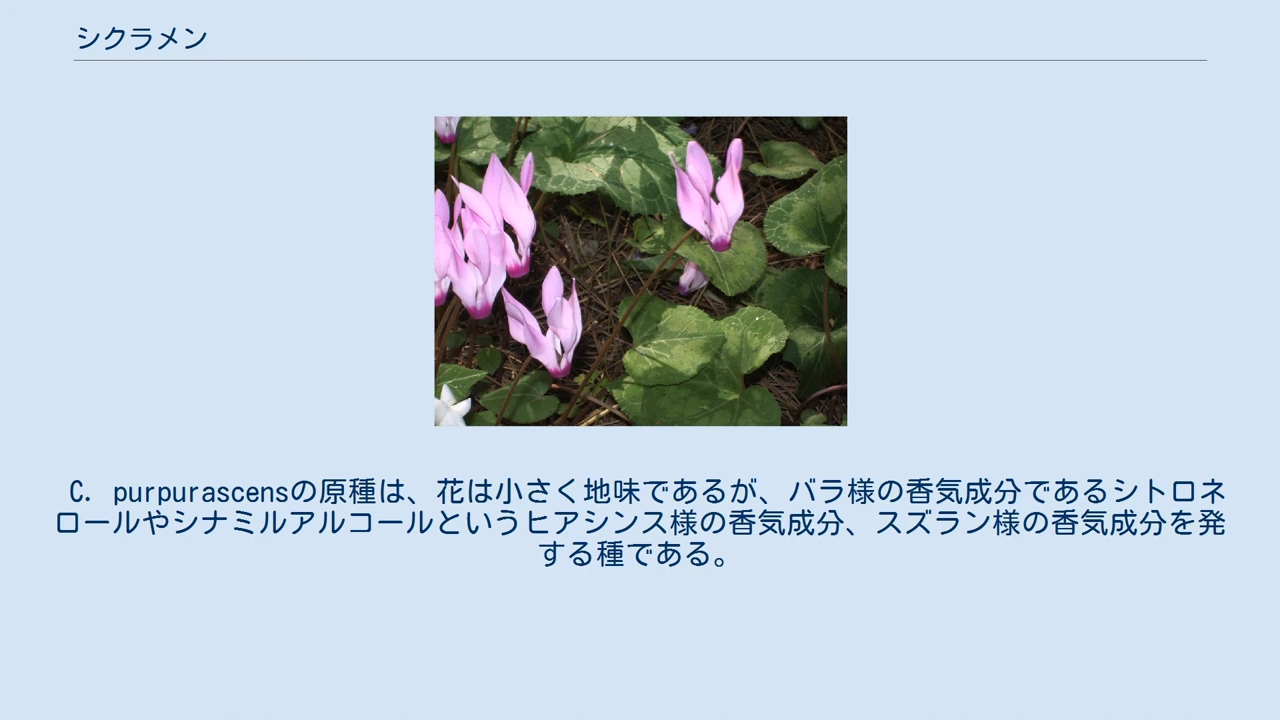 シクラメン
C. purpurascensの原種は、花は小さく地味であるが、バラ様の香気成分であるシトロネ
ロールやシナミルアルコールというヒアシンス様の香気成分、スズラン様の香気成分を発
する種である。